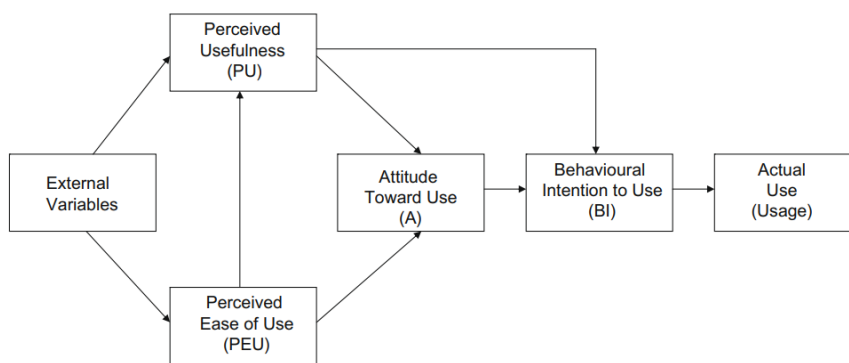 Perceived
Usefulness
(PU)
External
Variables
Attitude
Toward Use
(A)
Behavioural
Intention to Use
(BI)
Actual
Use
(Usage)
Perceived
Ease of Use
(PEU)